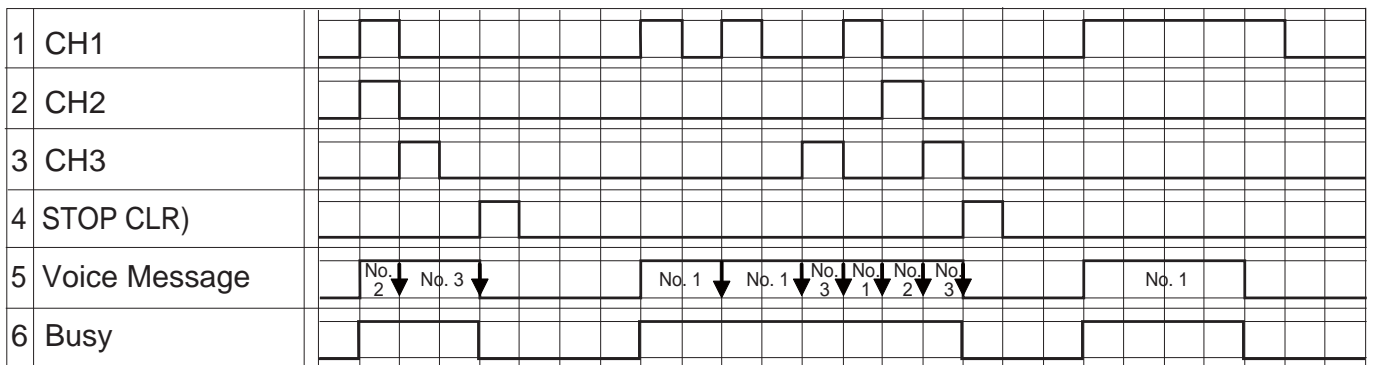 1 CH1
2 CH2
3 CH3
4 STOP CLR)
5 Voice Message No. 2 No. 3 No. 1 No. 1 No. 3 No. 1 No. 2 No. 3 No. 1
6 Busy